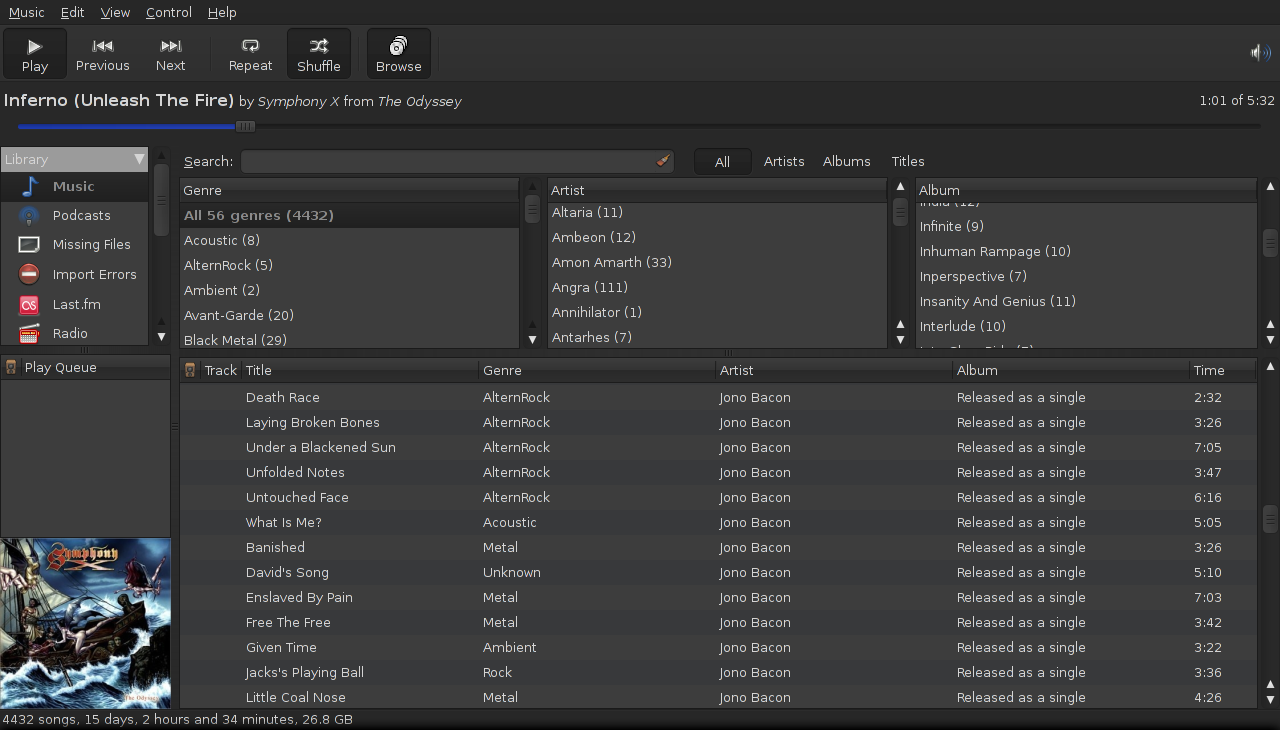 Music Edit View Control Help
Play Previous Next Repeat Shuffle Browse
Inferno (Unleash The Fire) by Symphony X from The Odyssey 1:01 of 5:32
Library
Music
Podcasts
Missing Files
Import Errors
Last.fm
Radio
Search: All Artists Albums Titles
Genre
All 56 genres (4432)
Acoustic (8)
AlternRock (5)
Ambient (2)
Avant-Garde (20)
Black Metal (29)
Artist
Altaria (11)
Ambeon (12)
Amon Amarth (33)
Angra (111)
Annihilator (1)
Antarhes (7)
Album
India (12)
Infinite (9)
Inhuman Rampage (10)
Inperspective (7)
Insanity And Genius (11)
Interlude (10)
Play Queue
Symphony
The Odyssey
Track Title Genre Artist Album Time
Death Race AlternRock Jono Bacon Released as a single 2:32
Laying Broken Bones AlternRock Jono Bacon Released as a single 3:26
Under a Blackened Sun AlternRock Jono Bacon Released as a single 7:05
Unfolded Notes AlternRock Jono Bacon Released as a single 3:47
Untouched Face AlternRock Jono Bacon Released as a single 6:16
What Is Me? Acoustic Jono Bacon Released as a single 5:05
Banished Metal Jono Bacon Released as a single 3:26
David's Song Unknown Jono Bacon Released as a single 5:10
Enslaved By Pain Metal Jono Bacon Released as a single 7:03
Free The Free Metal Jono Bacon Released as a single 3:42
Given Time Ambient Jono Bacon Released as a single 3:22
Jacks's Playing Ball Rock Jono Bacon Released as a single 3:36
Little Coal Nose Metal Jono Bacon Released as a single 4:26
4432 songs, 15 days, 2 hours and 34 minutes, 26.8 GB